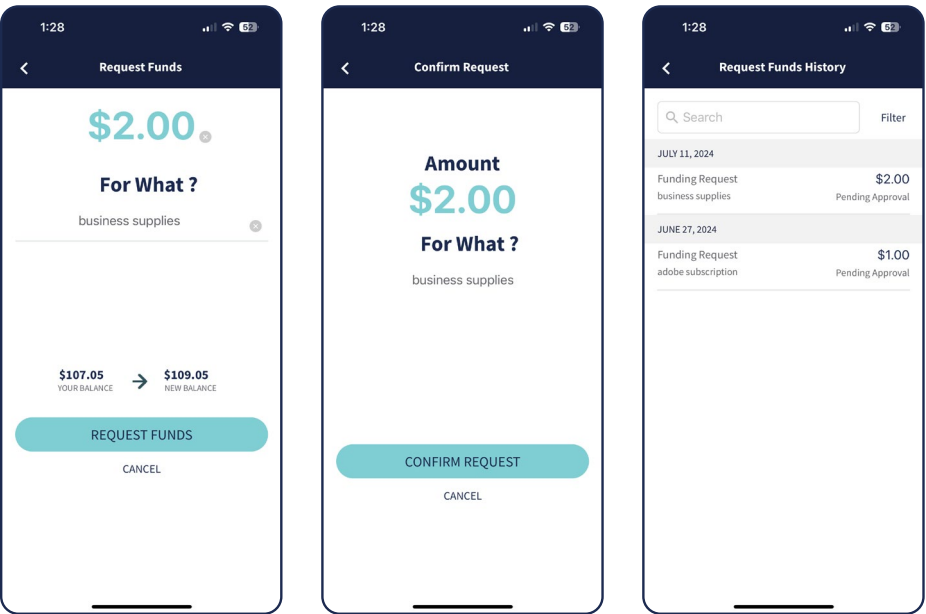 1:28
52
Request Funds
$2.00
For What ?
business supplies
$107.05
YOUR BALANCE
$109.05
NEW BALANCE
REQUEST FUNDS
CANCEL
1:28
52
Confirm Request
Amount
$2.00
For What ?
business supplies
CONFIRM REQUEST
CANCEL
1:28
52
Request Funds History
Search
Filter
JULY 11, 2024
Funding Request
$2.00
business supplies
Pending Approval
JUNE 27, 2024
Funding Request
$1.00
adobe subscription
Pending Approval